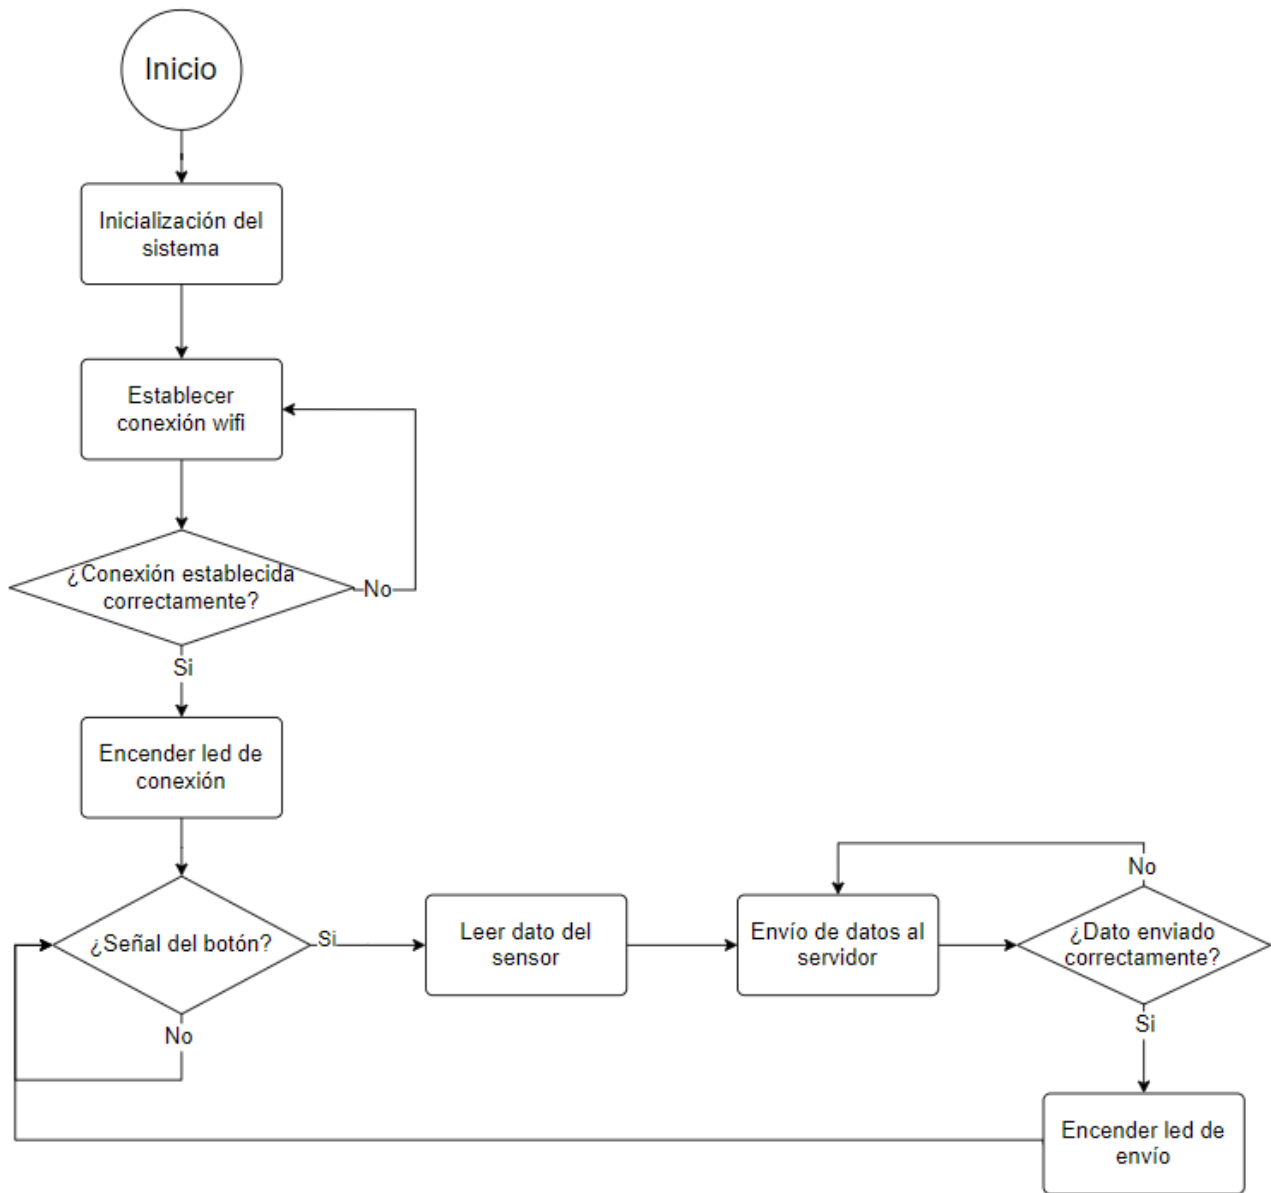 Inicio
Inicialización del
sistema
Establecer
conexión wifi
¿Conexión establecida
correctamente?
No
Si
Encender led de
conexión
¿Señal del botón?
Si
No
Leer dato del
sensor
Envío de datos al
servidor
No
¿Dato enviado
correctamente?
Si
Encender led de
envío